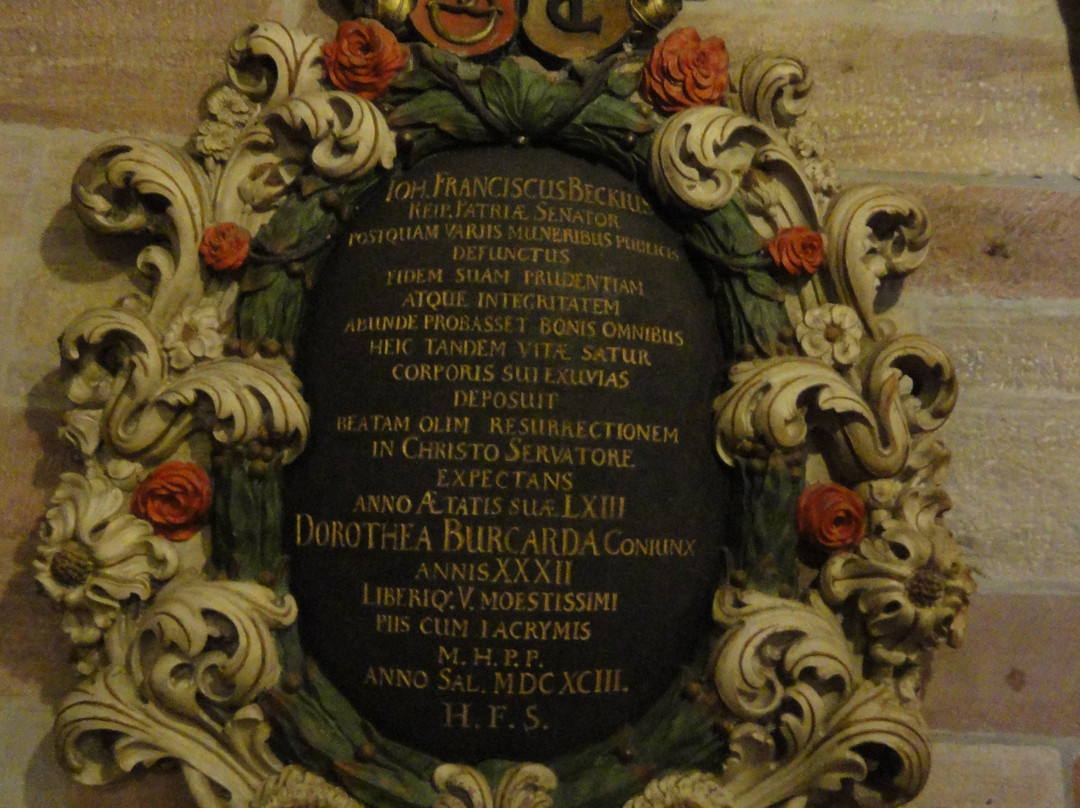 IOH. FRANCISCUS BECKIUS
REIP. PATRIÆ SENATOR
POSTQUAM VARIIS MUNERIBUS PUBLICIS
DEFUNCTUS
FIDEM SUAM PRUDENTIAM
ATQUE INTEGRITATEM
ABUNDE PROBASSET BONIS OMNIBUS
HEIC TANDEM VITÆ SATUR
CORPORIS SUI EXUVIAS
DEPOSUIT
BEATAM OLIM RESURRECTIONEM
IN CHRISTO SERVATORE
EXPECTANS
ANNO ÆTATIS SUÆ LXIII
DOROTHEA BURCARDA CONIUNX
ANNIS XXXII
LIBERIQ. V. MOESTISSIMI
PIIS CUM LACRYMIS
M. H. P. P.
ANNO SAL. MDC XCIII.
H. F. S.